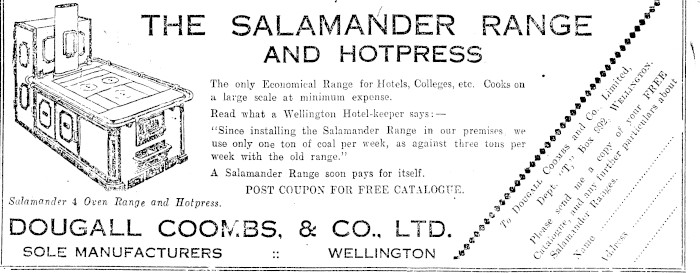 THE SALAMANDER RANGE
AND HOTPRESS
The only Economical Range for Hotels, Colleges, etc. Cooks on
a large scale at minimum expense.
Read what a Wellington Hotel-keeper says:—
"Since installing the Salamander Range in our premises we
use only one ton of coal per week, as against three tons per
week with the old range."
A Salamander Range soon pays for itself.
POST COUPON FOR FREE CATALOGUE.
Salamander 4 Oven Range and Hotpress.
DOUGALL COOMBS, & CO., LTD.
SOLE MANUFACTURERS :: WELLINGTON
To DOUGALL COOMBS and Co. Limited,
Dept. "T," Box 692, WELLINGTON.
Please send me a copy of your FREE
Catalogue, and any further particulars about
Salamander Ranges.
Name
Address